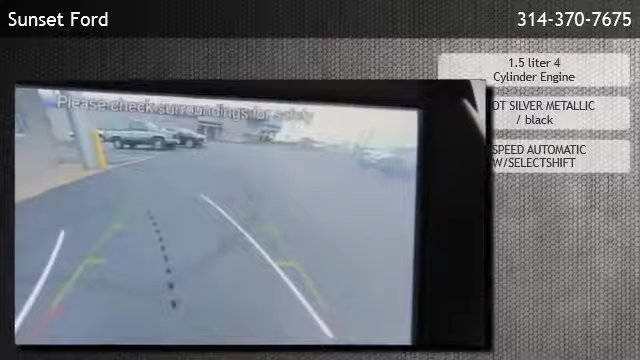 Sunset Ford
314-370-7675
1.5 liter 4
Cylinder Engine
OT SILVER METALLIC
/ black
SPEED AUTOMATIC
W/SELECTSHIFT
Please check surroundings for safety